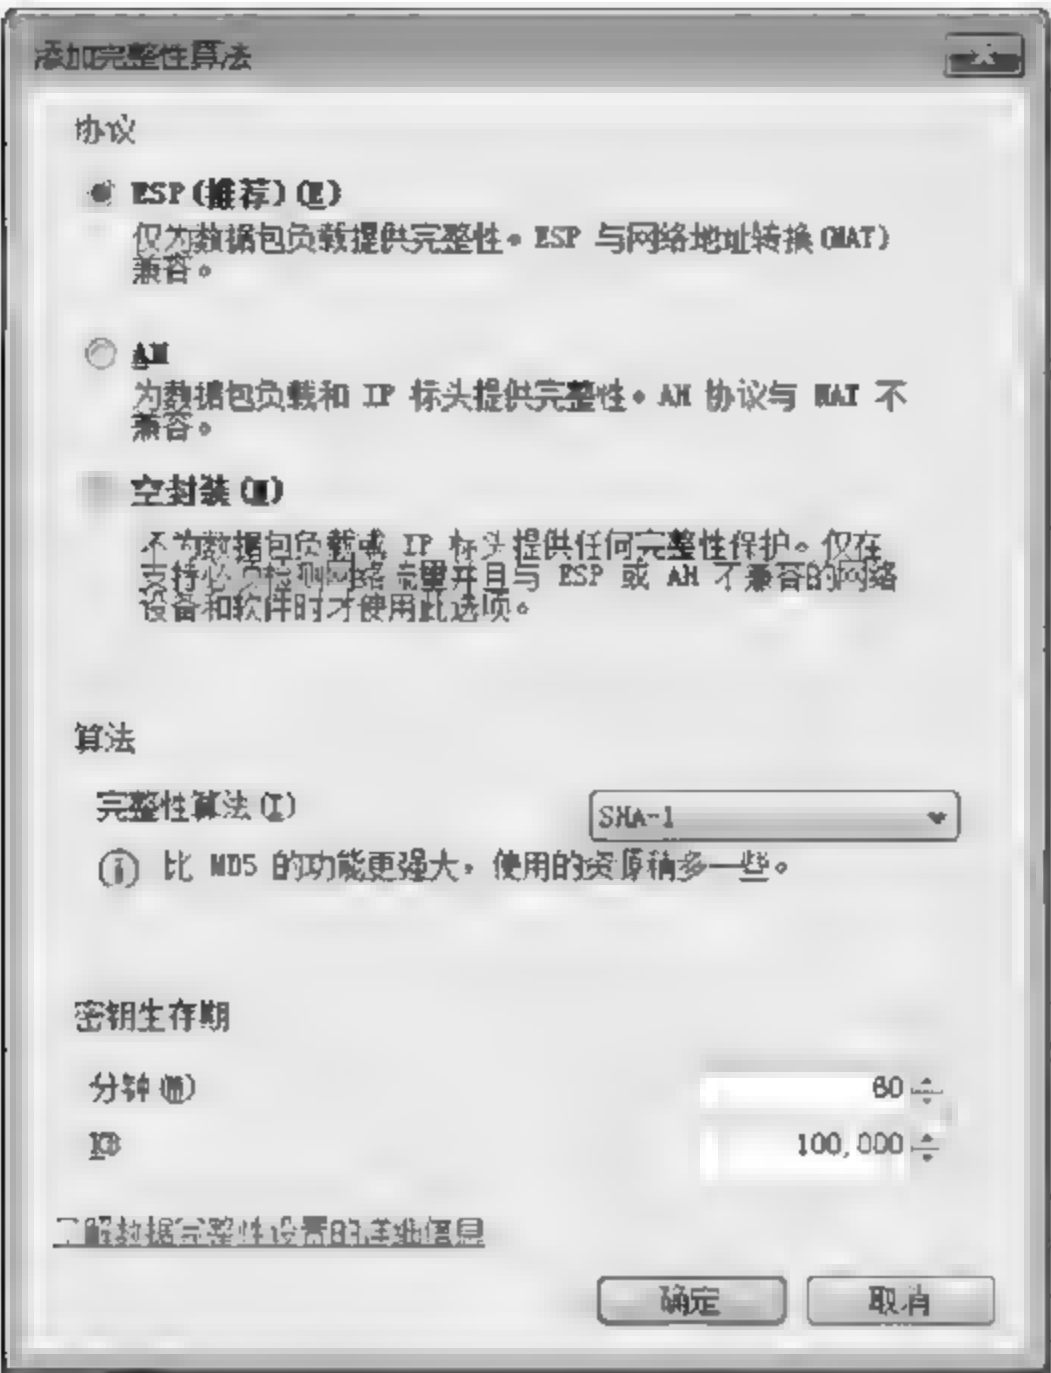 添加完整性算法
协议
ESP(推荐)(E)
仅为数据包负载提供完整性。ESP 与网络地址转换(NAT)
兼容。
AH
为数据包负载和 IP 标头提供完整性。AH 协议与 NAT 不
兼容。
空封装(N)
不为数据包负载或 IP 标头提供任何完整性保护。仅在
支持必须检测网络流量并且与 ESP 或 AH 不兼容的网络
设备和软件时才使用此选项。
算法
完整性算法(I)
SHA-1
比 MD5 的功能更强大，使用的资源稍多一些。
密钥生存期
分钟(M)
60
KB
100,000
了解数据完整性设置的详细信息
确定
取消